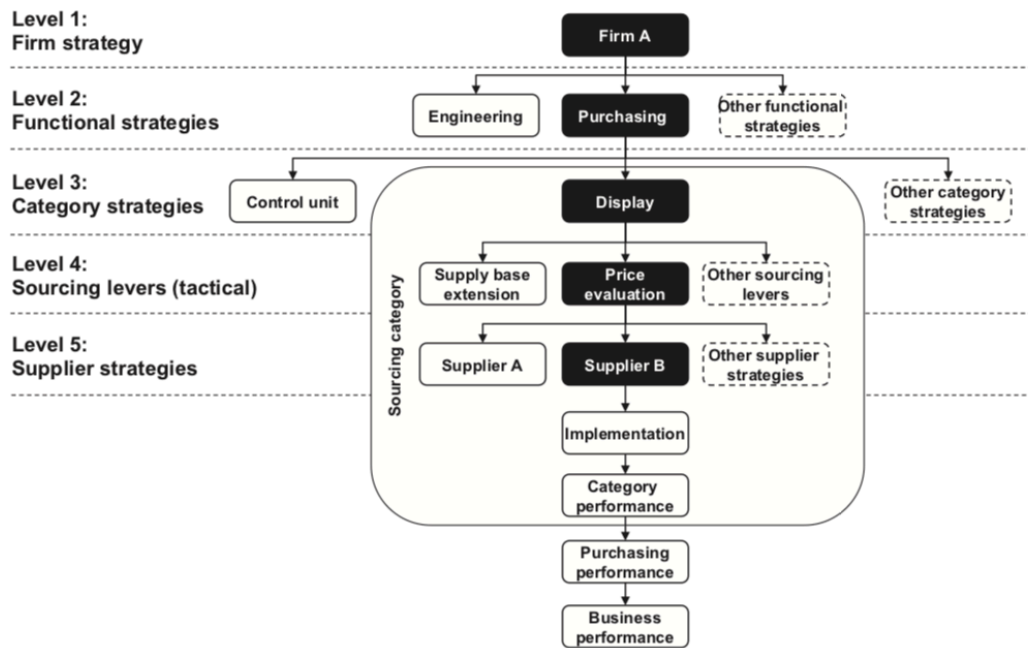 Level 1:
Firm strategy
Firm A
Level 2:
Functional strategies
Engineering
Purchasing
Other functional
strategies
Level 3:
Category strategies
Control unit
Display
Other category
strategies
Level 4:
Sourcing levers (tactical)
Supply base
extension
Price
evaluation
Other sourcing
levers
Level 5:
Supplier strategies
Supplier A
Supplier B
Other supplier
strategies
Sourcing category
Implementation
Category
performance
Purchasing
performance
Business
performance